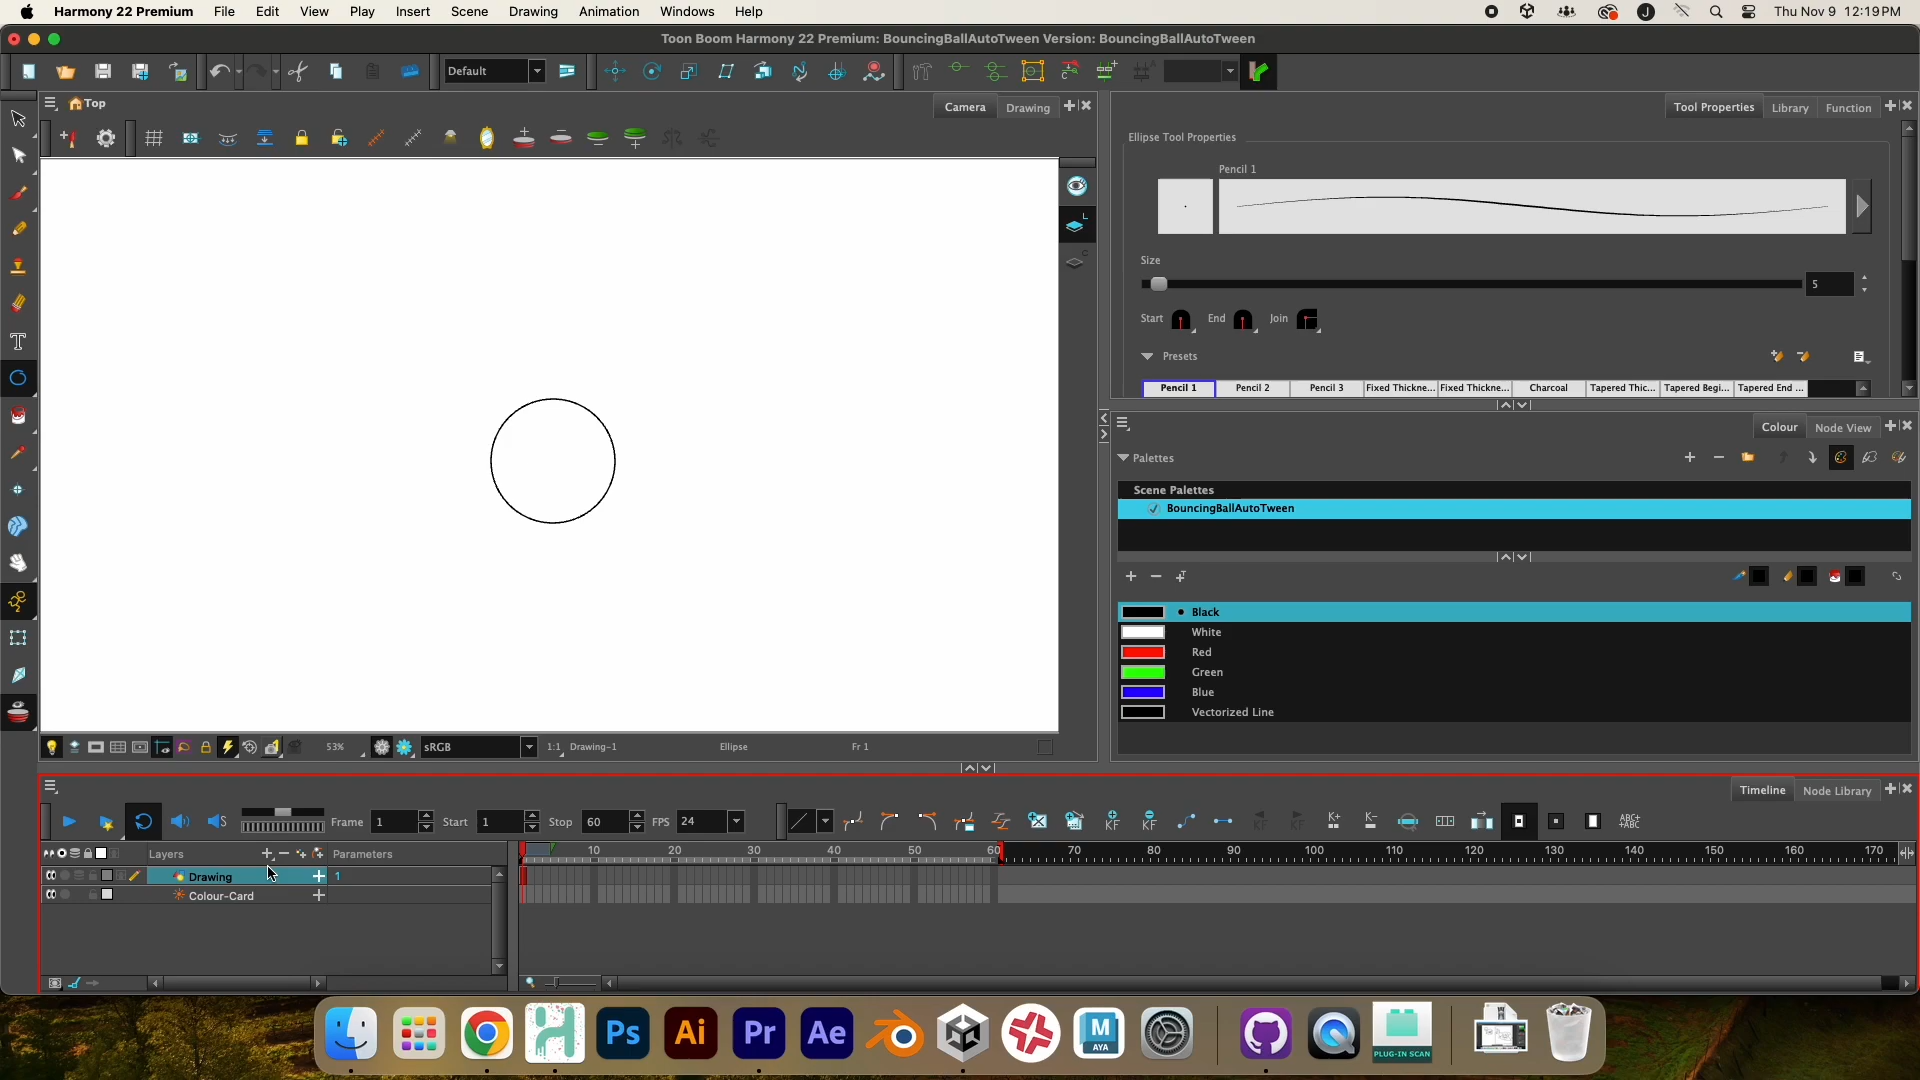 Harmony 22 Premium File Edit View Play Insert Scene Drawing Animation Windows Help Thu Nov 9 12:19 PM
Toon Boom Harmony 22 Premium: BouncingBallAutoTween Version: BouncingBallAutoTween
Default
Top Camera Drawing Tool Properties Library Function
Ellipse Tool Properties
Pencil 1
Size
5
Start End Join
Presets
Pencil 1 Pencil 2 Pencil 3 Fixed Thickne... Fixed Thickne... Charcoal Tapered Thic... Tapered Begi... Tapered End ...
Colour Node View
Palettes
Scene Palettes
BouncingBallAutoTween
Black
White
Red
Green
Blue
Vectorized Line
53% sRGB 1:1 Drawing-1 Ellipse Fr 1
Timeline Node Library
Frame 1 Start 1 Stop 60 FPS 24
Layers Parameters 10 20 30 40 50 60 70 80 90 100 110 120 130 140 150 160 170
Drawing 1
Colour-Card
Ps Ai Pr Ae M AYA PLUG-IN SCAN